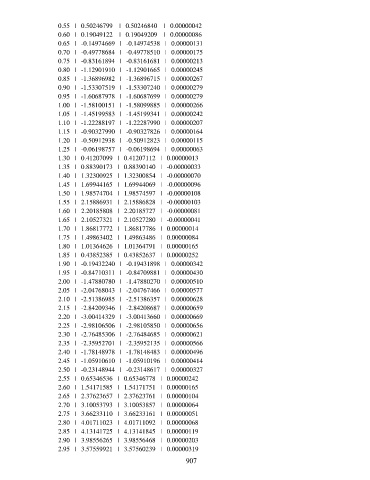 0.55 | 0.50246799 | 0.50246840 | 0.00000042
0.60 | 0.19049122 | 0.19049209 | 0.00000086
0.65 | -0.14974669 | -0.14974538 | 0.00000131
0.70 | -0.49778684 | -0.49778510 | 0.00000175
0.75 | -0.83161894 | -0.83161681 | 0.00000213
0.80 | -1.12901910 | -1.12901665 | 0.00000245
0.85 | -1.36896982 | -1.36896715 | 0.00000267
0.90 | -1.53307519 | -1.53307240 | 0.00000279
0.95 | -1.60687978 | -1.60687699 | 0.00000279
1.00 | -1.58100151 | -1.58099885 | 0.00000266
1.05 | -1.45199583 | -1.45199341 | 0.00000242
1.10 | -1.22288197 | -1.22287990 | 0.00000207
1.15 | -0.90327990 | -0.90327826 | 0.00000164
1.20 | -0.50912938 | -0.50912823 | 0.00000115
1.25 | -0.06198757 | -0.06198694 | 0.00000063
1.30 | 0.41207099 | 0.41207112 | 0.00000013
1.35 | 0.88390173 | 0.88390140 | -0.00000033
1.40 | 1.32300925 | 1.32300854 | -0.00000070
1.45 | 1.69944165 | 1.69944069 | -0.00000096
1.50 | 1.98574704 | 1.98574597 | -0.00000108
1.55 | 2.15886931 | 2.15886828 | -0.00000103
1.60 | 2.20185808 | 2.20185727 | -0.00000081
1.65 | 2.10527321 | 2.10527280 | -0.00000041
1.70 | 1.86817772 | 1.86817786 | 0.00000014
1.75 | 1.49863402 | 1.49863486 | 0.00000084
1.80 | 1.01364626 | 1.01364791 | 0.00000165
1.85 | 0.43852385 | 0.43852637 | 0.00000252
1.90 | -0.19432240 | -0.19431898 | 0.00000342
1.95 | -0.84710311 | -0.84709881 | 0.00000430
2.00 | -1.47880780 | -1.47880270 | 0.00000510
2.05 | -2.04768043 | -2.04767466 | 0.00000577
2.10 | -2.51386985 | -2.51386357 | 0.00000628
2.15 | -2.84209346 | -2.84208687 | 0.00000659
2.20 | -3.00414329 | -3.00413660 | 0.00000669
2.25 | -2.98106506 | -2.98105850 | 0.00000656
2.30 | -2.76485306 | -2.76484685 | 0.00000621
2.35 | -2.35952701 | -2.35952135 | 0.00000566
2.40 | -1.78148978 | -1.78148483 | 0.00000496
2.45 | -1.05910610 | -1.05910196 | 0.00000414
2.50 | -0.23148944 | -0.23148617 | 0.00000327
2.55 | 0.65346536 | 0.65346778 | 0.00000242
2.60 | 1.54171585 | 1.54171751 | 0.00000165
2.65 | 2.37623657 | 2.37623761 | 0.00000104
2.70 | 3.10053793 | 3.10053857 | 0.00000064
2.75 | 3.66233110 | 3.66233161 | 0.00000051
2.80 | 4.01711023 | 4.01711092 | 0.00000068
2.85 | 4.13141725 | 4.13141845 | 0.00000119
2.90 | 3.98556265 | 3.98556468 | 0.00000203
2.95 | 3.57559921 | 3.57560239 | 0.00000319
907